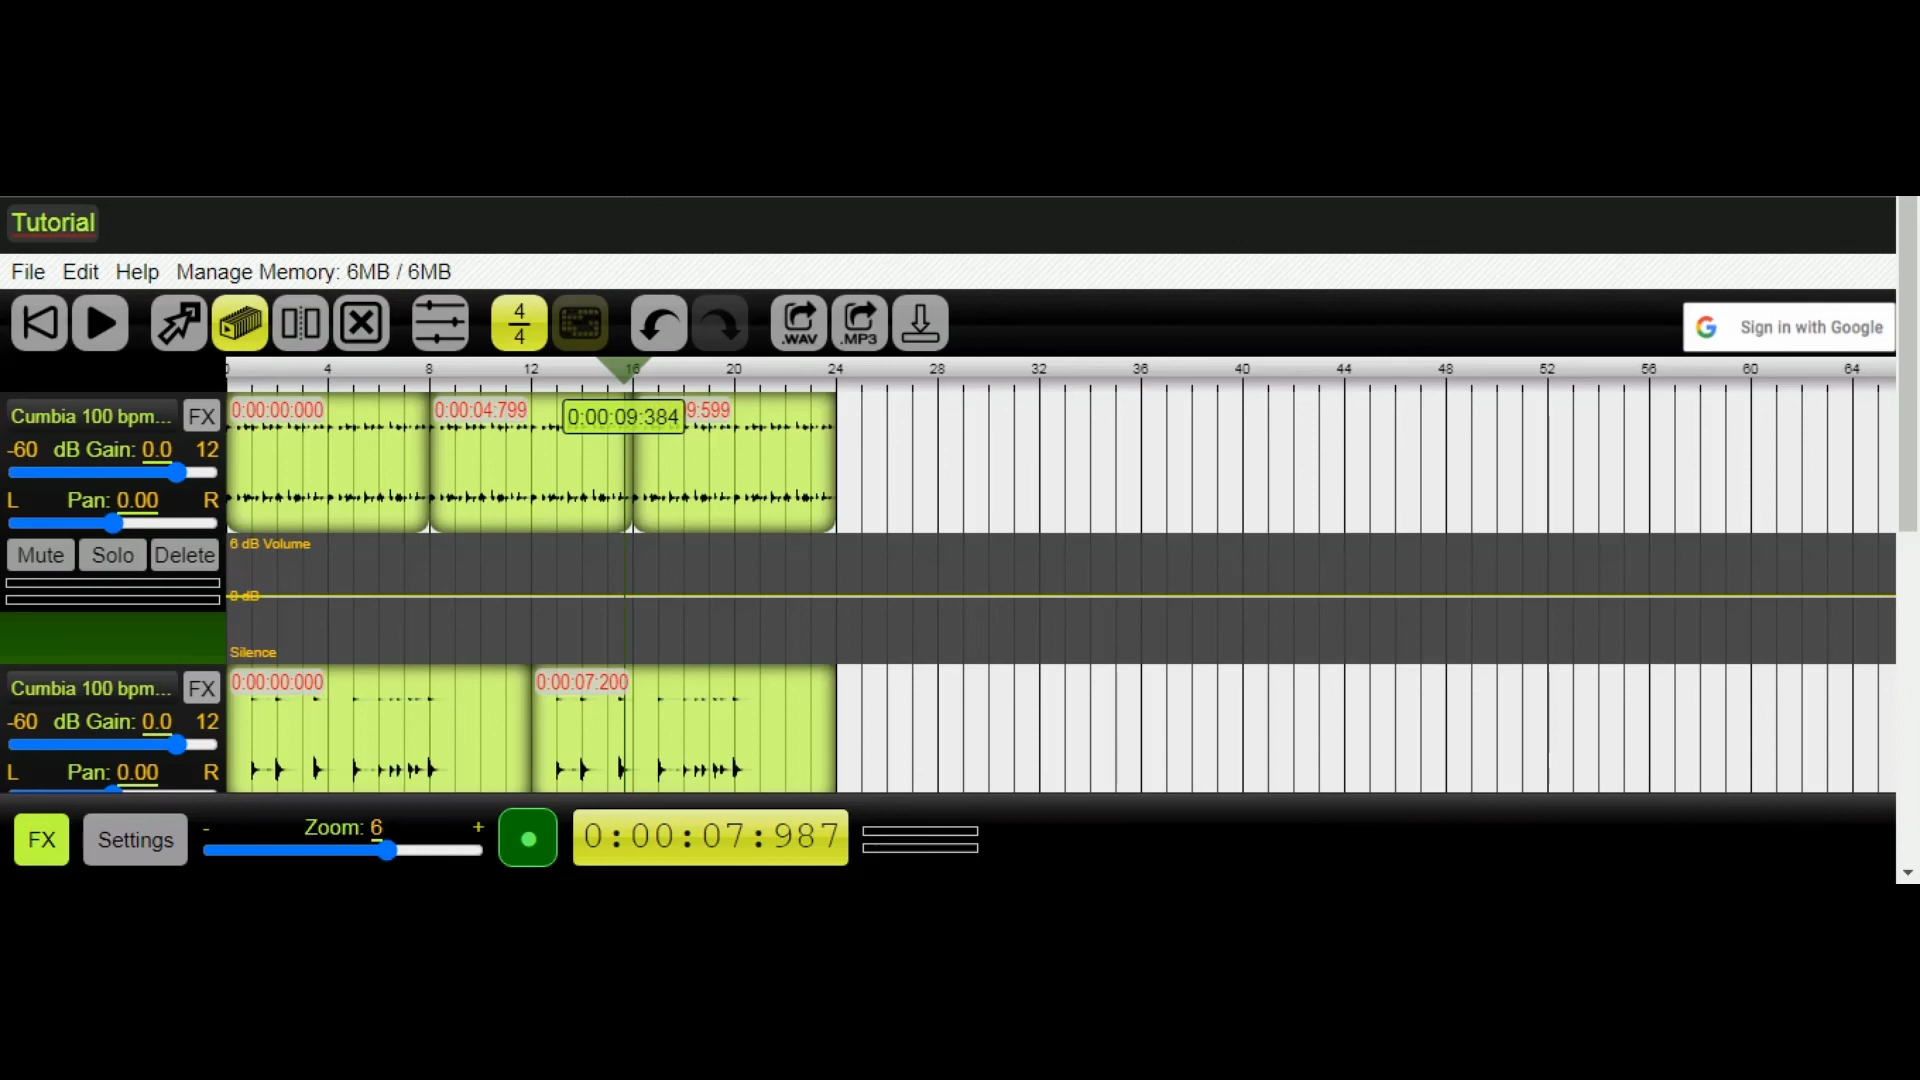 Tutorial
File Edit Help Manage Memory: 6MB / 6MB
4
4
.WAV .MP3
Sign in with Google
0 4 8 12 16 20 24 28 32 36 40 44 48 52 56 60 64
Cumbia 100 bpm... FX
0:00:00:000 0:00:04:799 0:00:09:384 9:599
-60 dB Gain: 0.0 12
L Pan: 0.00 R
Mute Solo Delete
6 dB Volume
0 dB
Silence
Cumbia 100 bpm... FX
0:00:00:000 0:00:07:200
-60 dB Gain: 0.0 12
L Pan: 0.00 R
FX Settings - Zoom: 6 + 0:00:07:987